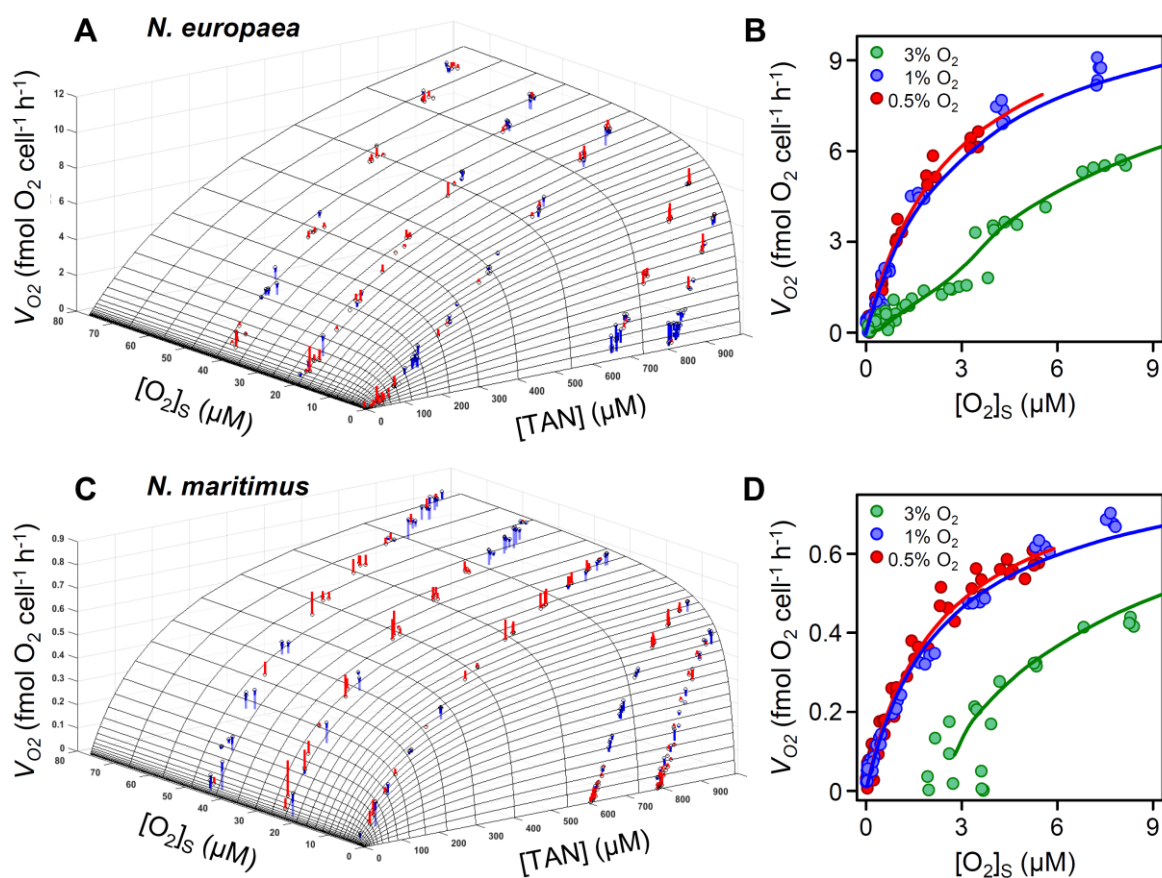 A N. europaea
V_O2 (fmol O₂ cell⁻¹ h⁻¹)
12
10
8
6
4
2
0
80
70
60
50
40
30
20
10
0
[O₂]S (µM)
0
100
200
300
400
500
600
700
800
900
[TAN] (µM)
B
3% O₂
1% O₂
0.5% O₂
V_O2 (fmol O₂ cell⁻¹ h⁻¹)
9
6
3
0
0 3 6 9
[O₂]S (µM)
C N. maritimus
V_O2 (fmol O₂ cell⁻¹ h⁻¹)
0.9
0.8
0.7
0.6
0.5
0.4
0.3
0.2
0.1
0
80
70
60
50
40
30
20
10
0
[O₂]S (µM)
0
100
200
300
400
500
600
700
800
900
[TAN] (µM)
D
3% O₂
1% O₂
0.5% O₂
V_O2 (fmol O₂ cell⁻¹ h⁻¹)
0.6
0.4
0.2
0
0 3 6 9
[O₂]S (µM)